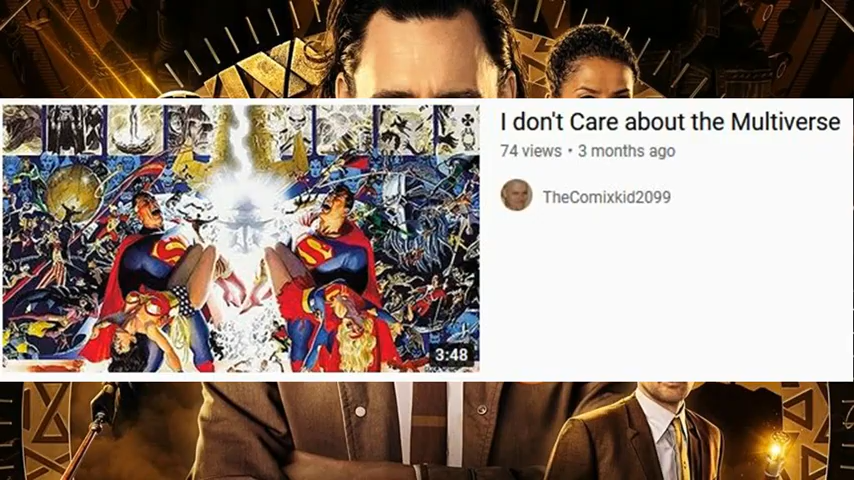 I don't Care about the Multiverse
74 views • 3 months ago
TheComixkid2099
3:48